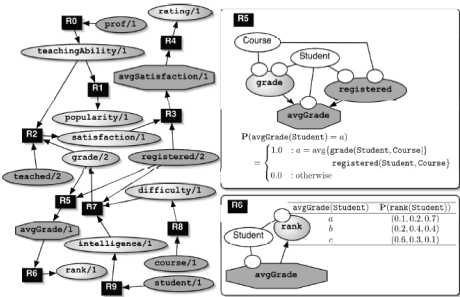 R0
prof/1
rating/1
teachingAbility/1
R4
R1
avgSatisfaction/1
popularity/1
R3
R2
satisfaction/1
grade/2
registered/2
teached/2
R5
R7
difficulty/1
avgGrade/1
R8
intelligence/1
R6
rank/1
course/1
R9
student/1
R5
Course
Student
grade
registered
avgGrade
P(avgGrade(Student) = a)
= { 1.0 : a = avg{grade(Student,Course|}
registered(Student,Course}
0.0 : otherwise
R6
avgGrade(Student) P(rank(Student))
a (0.1, 0.2, 0.7)
b (0.2, 0.4, 0.4)
c (0.6, 0.3, 0.1)
rank
Student
avgGrade